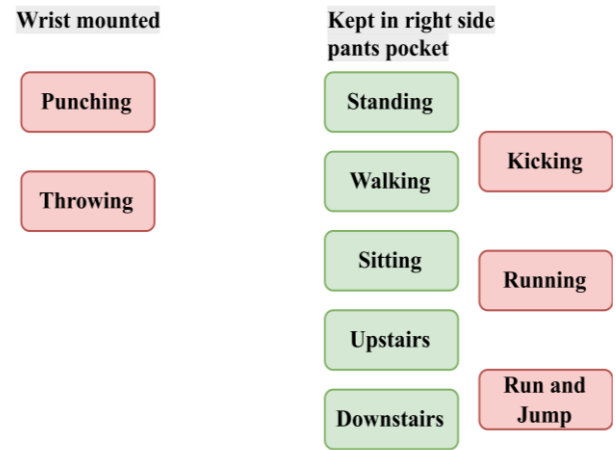 Wrist mounted
Punching
Throwing
Kept in right side
pants pocket
Standing
Walking
Sitting
Upstairs
Downstairs
Kicking
Running
Run and
Jump